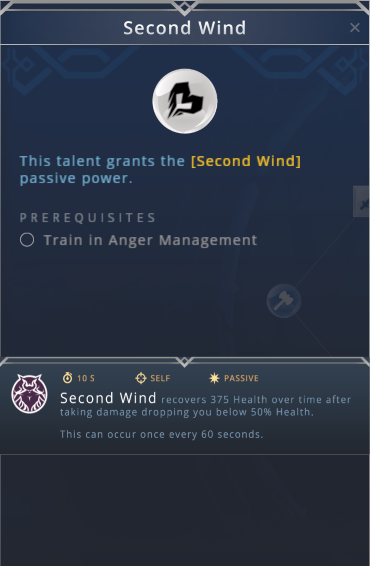 Second Wind
This talent grants the [Second Wind]
passive power.
PREREQUISITES
Train in Anger Management
10 S SELF PASSIVE
Second Wind recovers 375 Health over time after
taking damage dropping you below 50% Health.
This can occur once every 60 seconds.